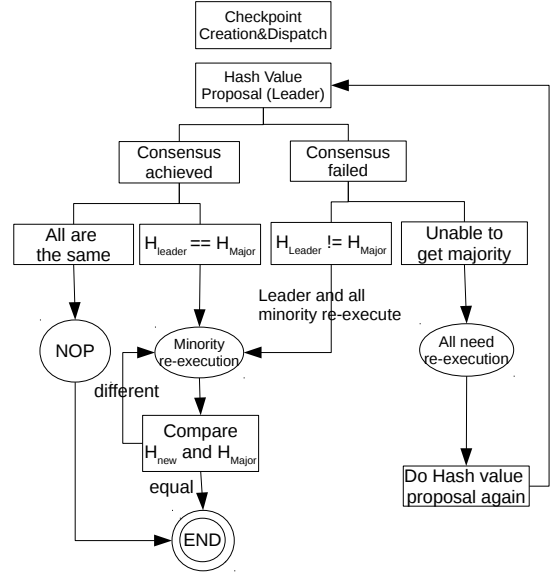 Checkpoint
Creation&Dispatch
Hash Value
Proposal (Leader)
Consensus
achieved
Consensus
failed
All are
the same
H_leader == H_Major
H_Leader != H_Major
Unable to
get majority
Leader and all
minority re-execute
NOP
Minority
re-execution
All need
re-execution
different
Compare
H_new and H_Major
equal
Do Hash value
proposal again
END